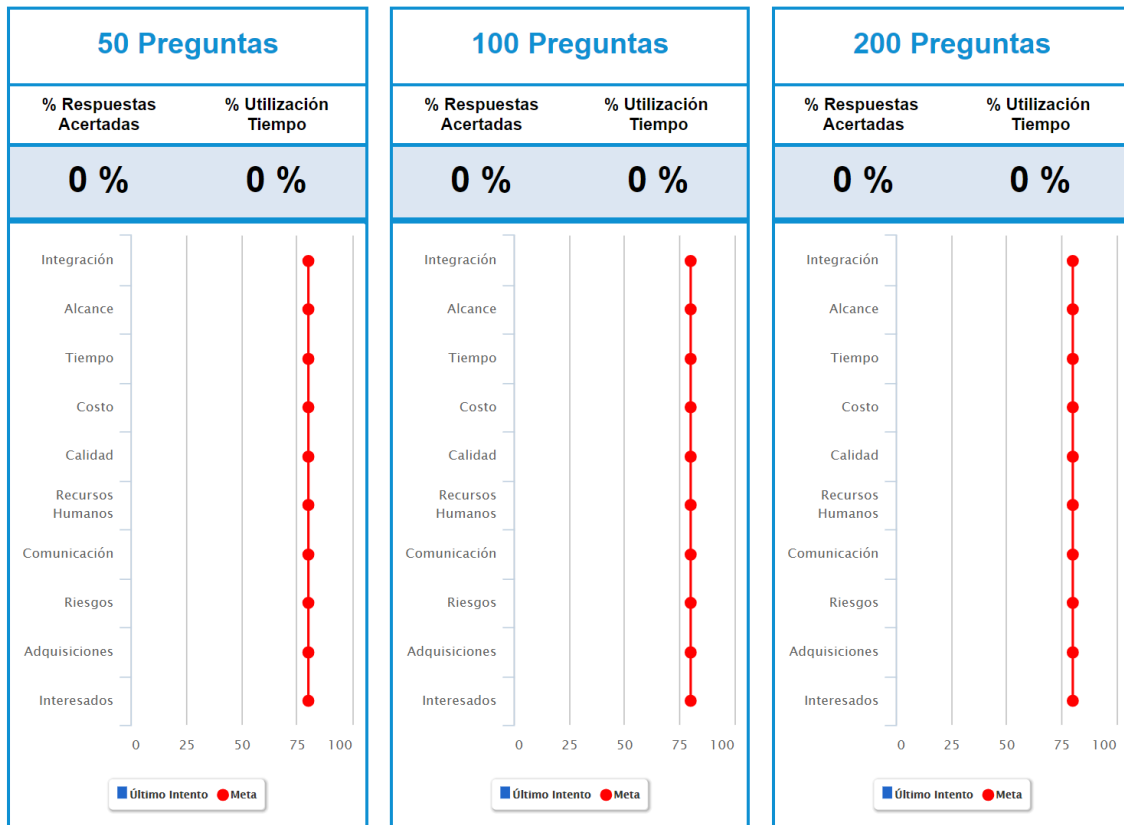 50 Preguntas
% Respuestas Acertadas
% Utilización Tiempo
0 %
0 %
Integración
Alcance
Tiempo
Costo
Calidad
Recursos
Humanos
Comunicación
Riesgos
Adquisiciones
Interesados
0 25 50 75 100
Último Intento Meta
100 Preguntas
% Respuestas Acertadas
% Utilización Tiempo
0 %
0 %
Integración
Alcance
Tiempo
Costo
Calidad
Recursos
Humanos
Comunicación
Riesgos
Adquisiciones
Interesados
0 25 50 75 100
Último Intento Meta
200 Preguntas
% Respuestas Acertadas
% Utilización Tiempo
0 %
0 %
Integración
Alcance
Tiempo
Costo
Calidad
Recursos
Humanos
Comunicación
Riesgos
Adquisiciones
Interesados
0 25 50 75 100
Último Intento Meta